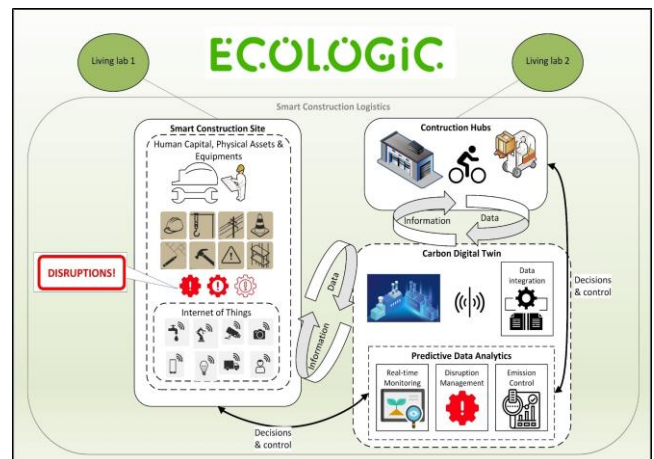 ECOLOGiC
Living lab 1
Living lab 2
Smart Construction Logistics
Smart Construction Site
Human Capital, Physical Assets &
Equipments
DISRUPTIONS!
Internet of Things
Contruction Hubs
Information
Data
Data
Information
Carbon Digital Twin
Data
integration
Predictive Data Analytics
Real-time
Monitoring
Disruption
Management
Emission
Control
Decisions
& control
Decisions
& control